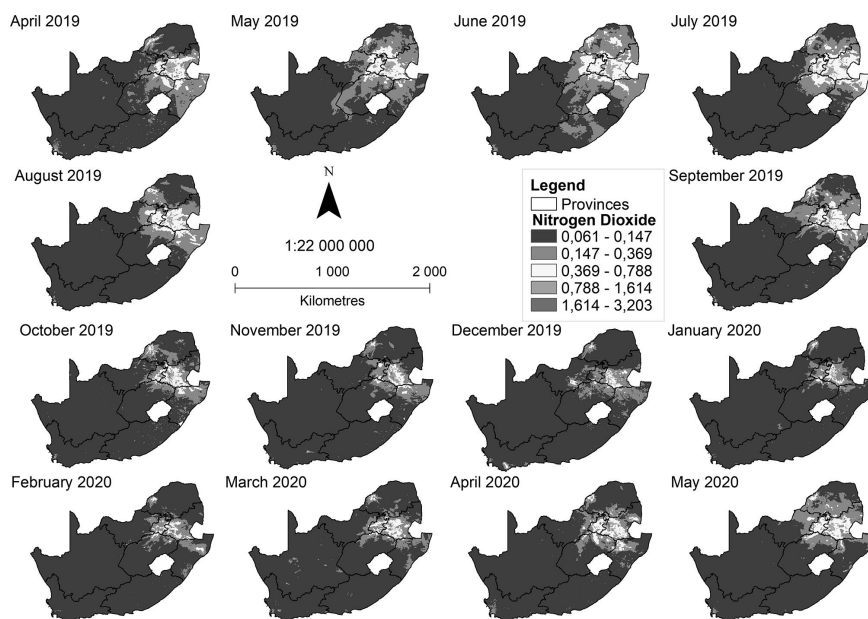 April 2019
May 2019
June 2019
July 2019
August 2019
N
1:22 000 000
0
1 000
2 000
Kilometres
Legend
Provinces
Nitrogen Dioxide
0,061 - 0,147
0,147 - 0,369
0,369 - 0,788
0,788 - 1,614
1,614 - 3,203
September 2019
October 2019
November 2019
December 2019
January 2020
February 2020
March 2020
April 2020
May 2020